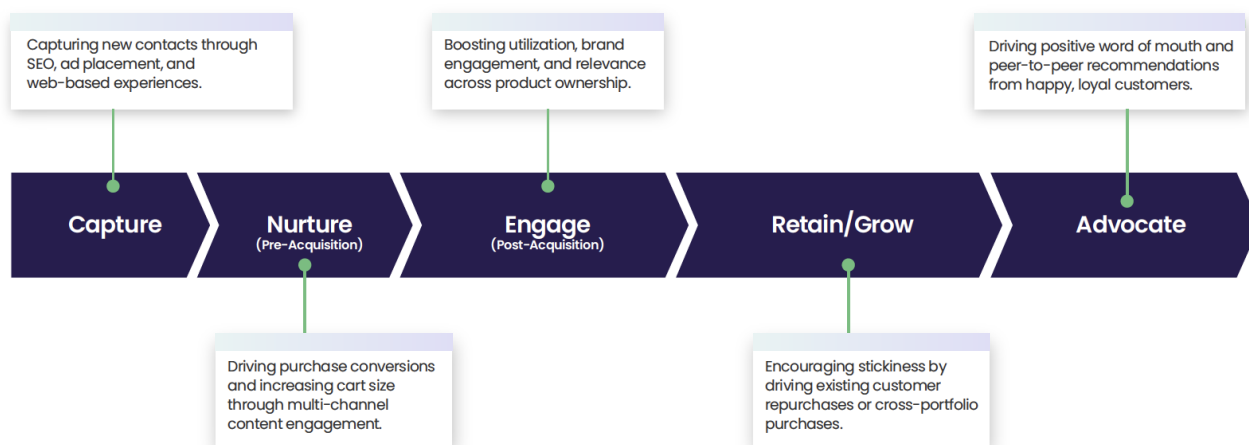 Capturing new contacts through
SEO, ad placement, and
web-based experiences.
Boosting utilization, brand
engagement, and relevance
across product ownership.
Driving positive word of mouth and
peer-to-peer recommendations
from happy, loyal customers.
Capture
Nurture
(Pre-Acquisition)
Engage
(Post-Acquisition)
Retain/Grow
Advocate
Driving purchase conversions
and increasing cart size
through multi-channel
content engagement.
Encouraging stickiness by
driving existing customer
repurchases or cross-portfolio
purchases.